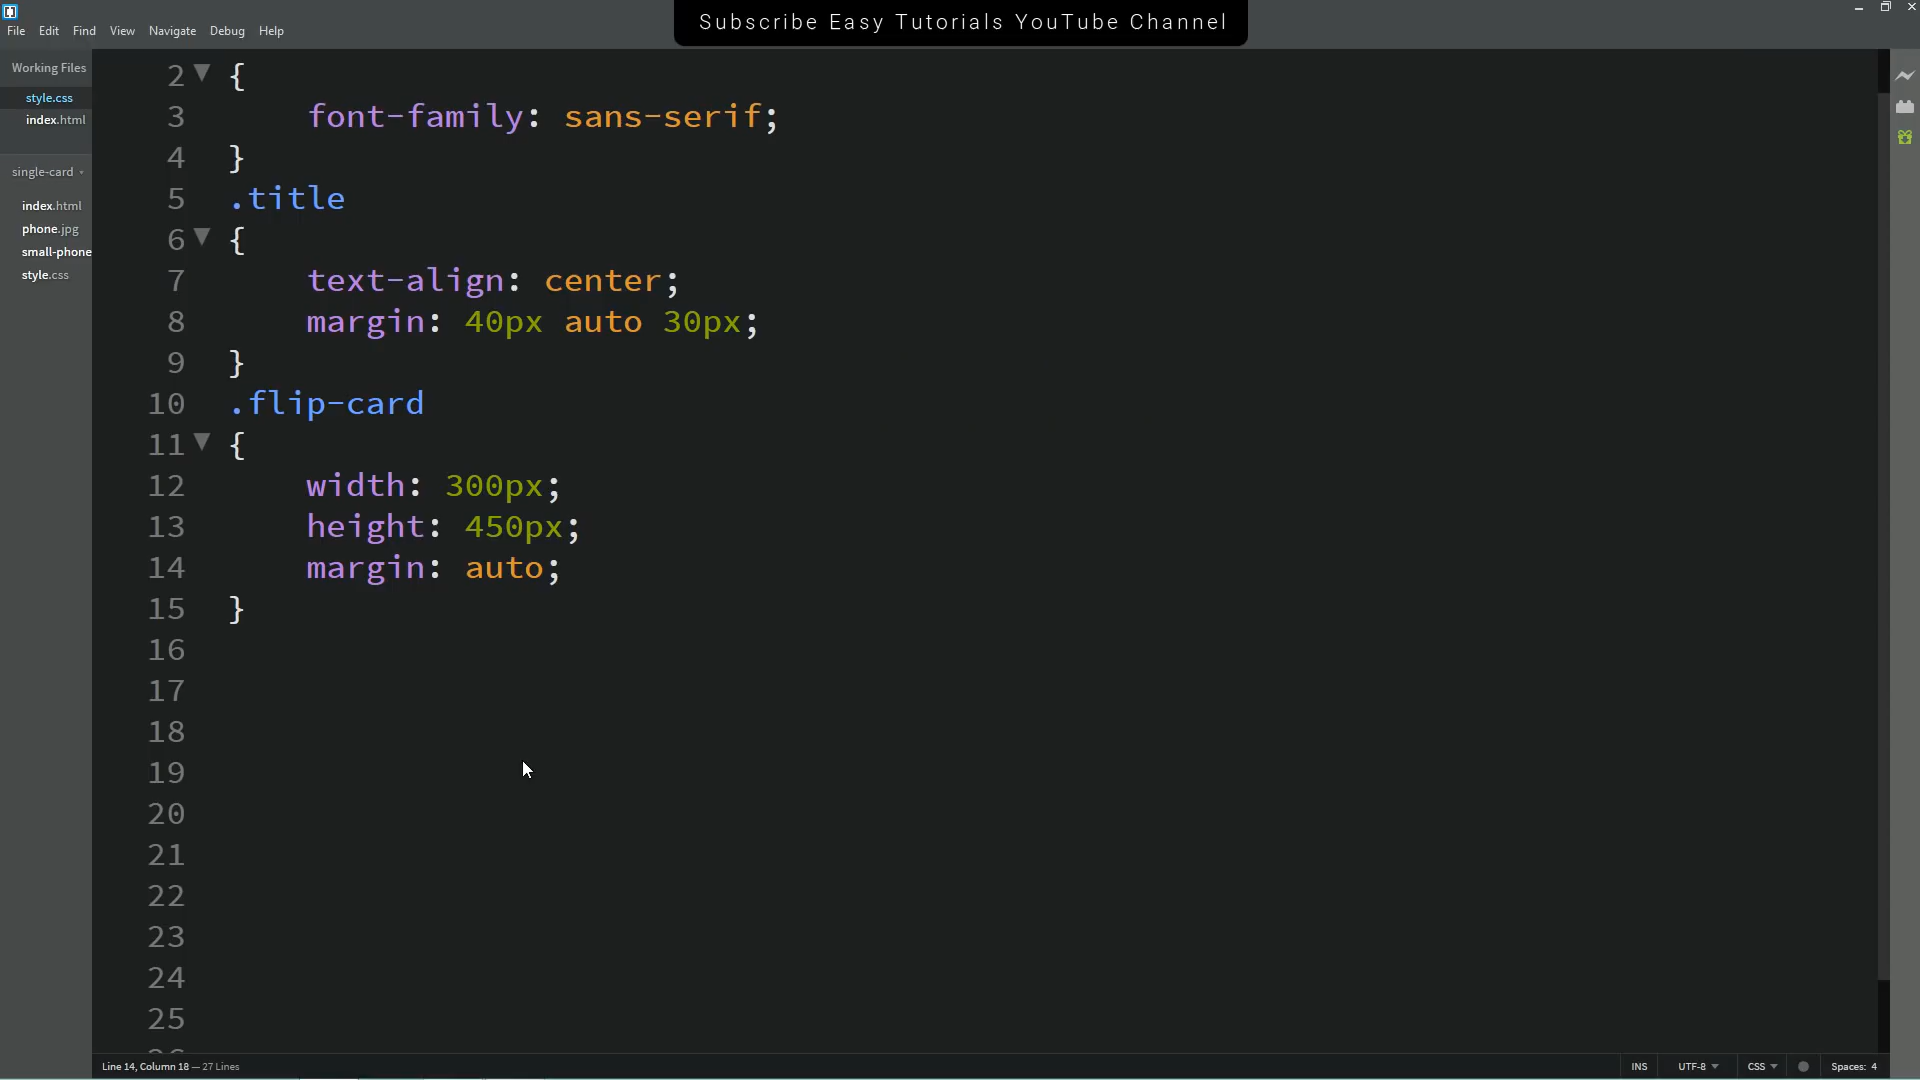 Subscribe Easy Tutorials YouTube Channel
File Edit Find View Navigate Debug Help
Working Files
style.css
index.html
single-card
index.html
phone.jpg
small-phone
style.css
2 {
3 font-family: sans-serif;
4 }
5 .title
6 {
7 text-align: center;
8 margin: 40px auto 30px;
9 }
10 .flip-card
11 {
12 width: 300px;
13 height: 450px;
14 margin: auto;
15 }
16
17
18
19
20
21
22
23
24
25
Line 14, Column 18 — 27 Lines
INS UTF-8 CSS Spaces: 4